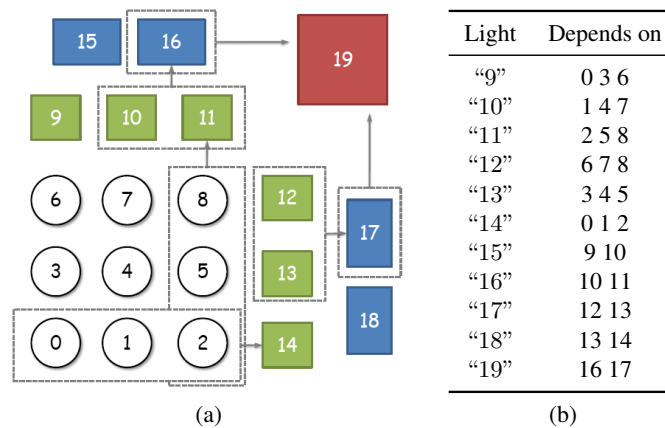 15 16 19
9 10 11
6 7 8 12
17
3 4 5 13
18
0 1 2 14
(a)
Light Depends on
“9” 0 3 6
“10” 1 4 7
“11” 2 5 8
“12” 6 7 8
“13” 3 4 5
“14” 0 1 2
“15” 9 10
“16” 10 11
“17” 12 13
“18” 13 14
“19” 16 17
(b)